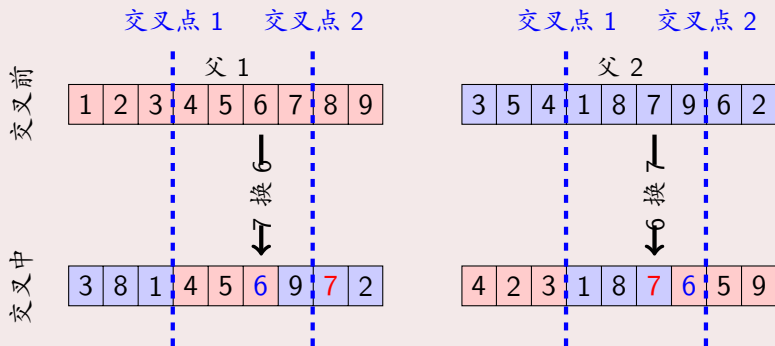 交叉点 1 交叉点 2 交叉点 1 交叉点 2
父 1 父 2
交叉前
1 2 3 4 5 6 7 8 9
3 5 4 1 8 7 9 6 2
7 换 6
6 换 7
交叉中
3 8 1 4 5 6 9 7 2
4 2 3 1 8 7 6 5 9